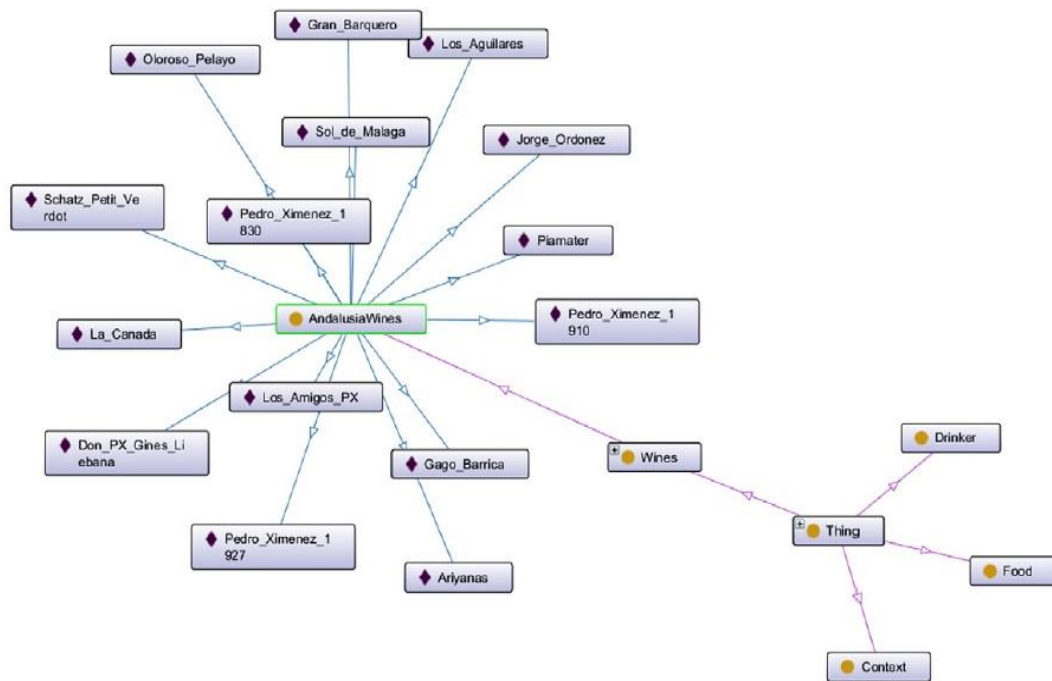 Gran_Barquero
Los_Aguilares
Oloroso_Pelayo
Sol_de_Malaga
Jorge_Ordonez
Schatz_Petit_Ve
rdot
Pedro_Ximenez_1
830
Piamater
AndalusiaWines
Pedro_Ximenez_1
910
La_Canada
Los_Amigos_PX
Don_PX_Gines_Li
ebana
Gago_Barrica
Wines
Drinker
Pedro_Ximenez_1
927
Thing
Ariyanas
Food
Context